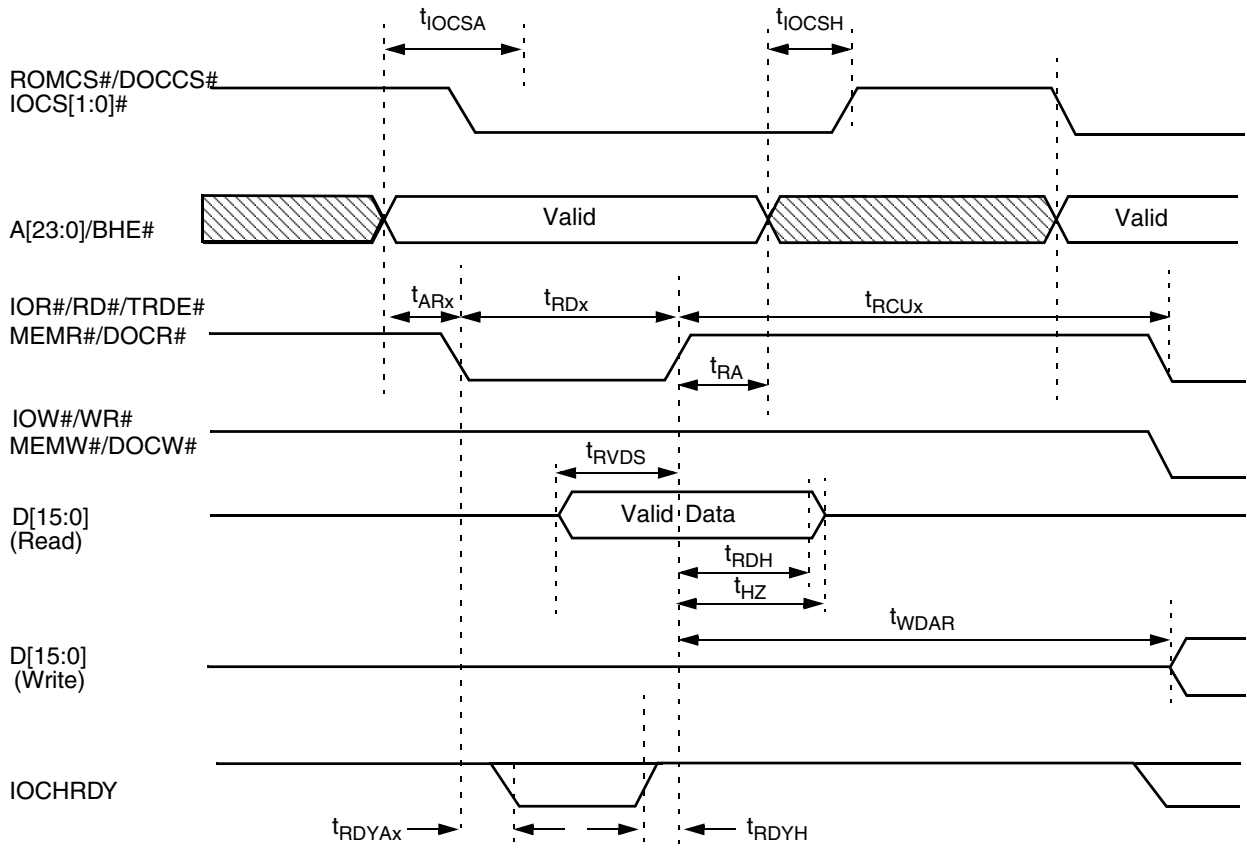 tIOCSA
tIOCSH
ROMCS#/DOCCS#
IOCS[1:0]#
A[23:0]/BHE#
Valid
Valid
IOR#/RD#/TRDE#
MEMR#/DOCR#
tARx
tRDx
tRCUx
tRA
IOW#/WR#
MEMW#/DOCW#
tRVDS
D[15:0]
(Read)
Valid Data
tRDH
tHZ
tWDAR
D[15:0]
(Write)
IOCHRDY
tRDYAx
tRDYH